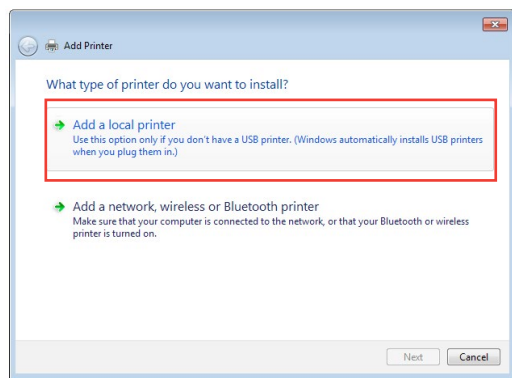 Add Printer
What type of printer do you want to install?
Add a local printer
Use this option only if you don't have a USB printer. (Windows automatically installs USB printers
when you plug them in.)
Add a network, wireless or Bluetooth printer
Make sure that your computer is connected to the network, or that your Bluetooth or wireless
printer is turned on.
Next Cancel